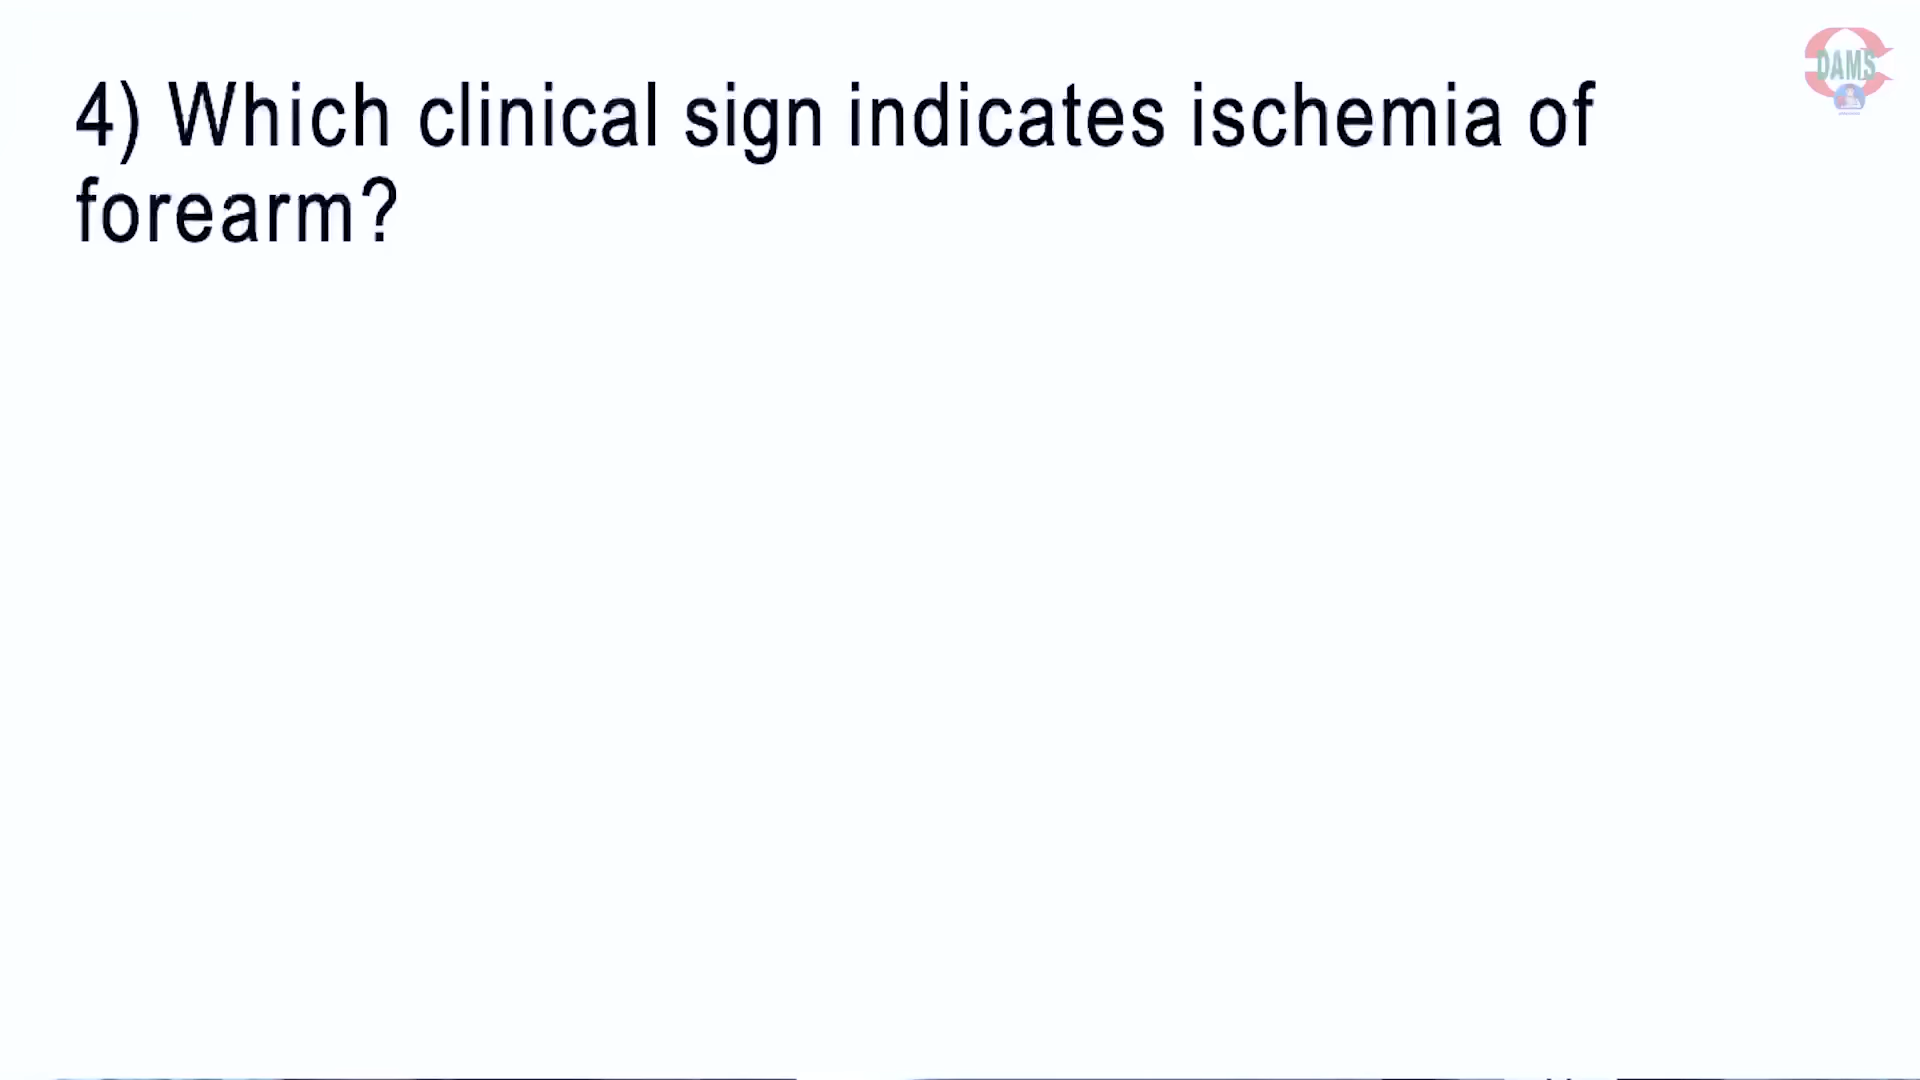 DAMS
4) Which clinical sign indicates ischemia of
forearm?